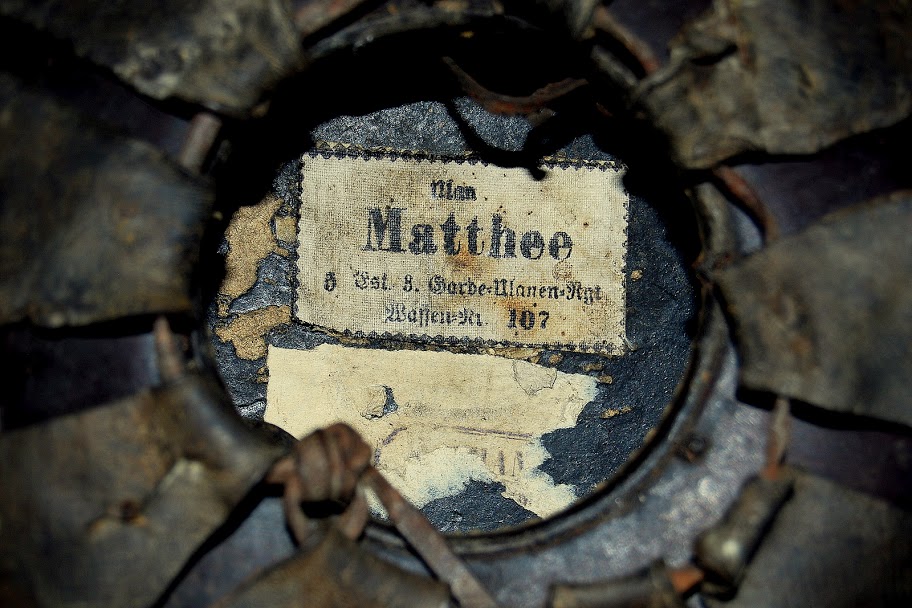 Ulan
Matthee
5 Esk. 3. Garde-Ulanen-Rgt
Waffen-Nr. 107